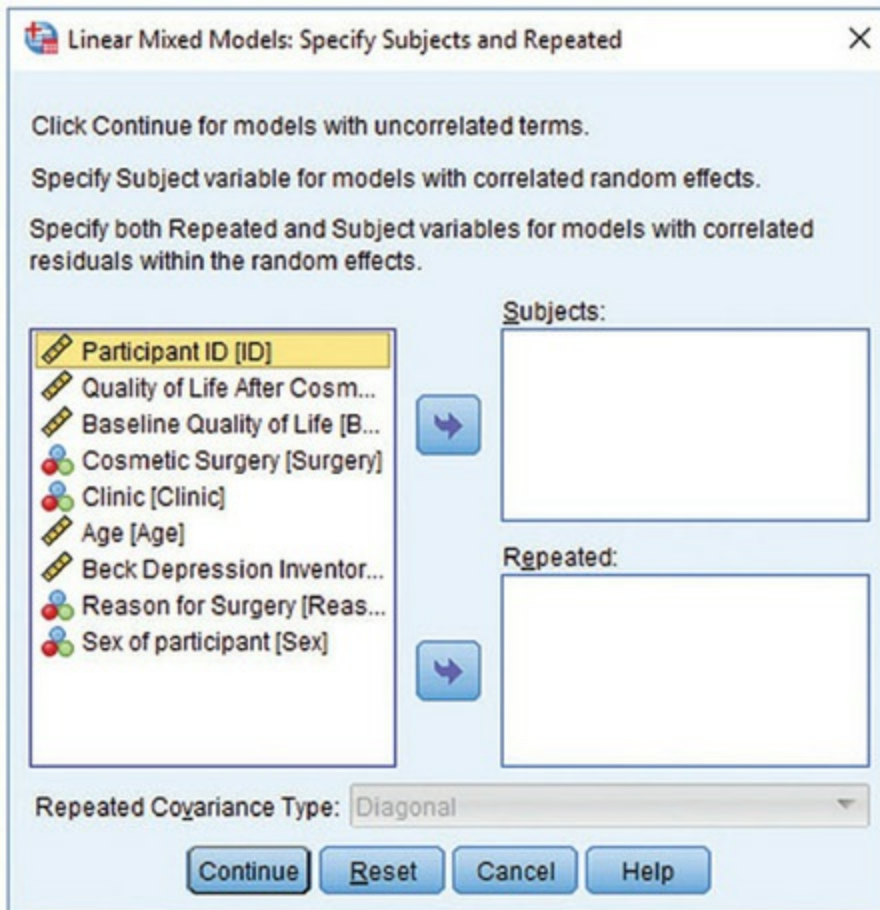 Linear Mixed Models: Specify Subjects and Repeated
Click Continue for models with uncorrelated terms.
Specify Subject variable for models with correlated random effects.
Specify both Repeated and Subject variables for models with correlated
residuals within the random effects.
Subjects:
Participant ID [ID]
Quality of Life After Cosm...
Baseline Quality of Life [B...
Cosmetic Surgery [Surgery]
Clinic [Clinic]
Age [Age]
Beck Depression Inventor...
Reason for Surgery [Reas...
Sex of participant [Sex]
Repeated:
Repeated Covariance Type: Diagonal
Continue Reset Cancel Help